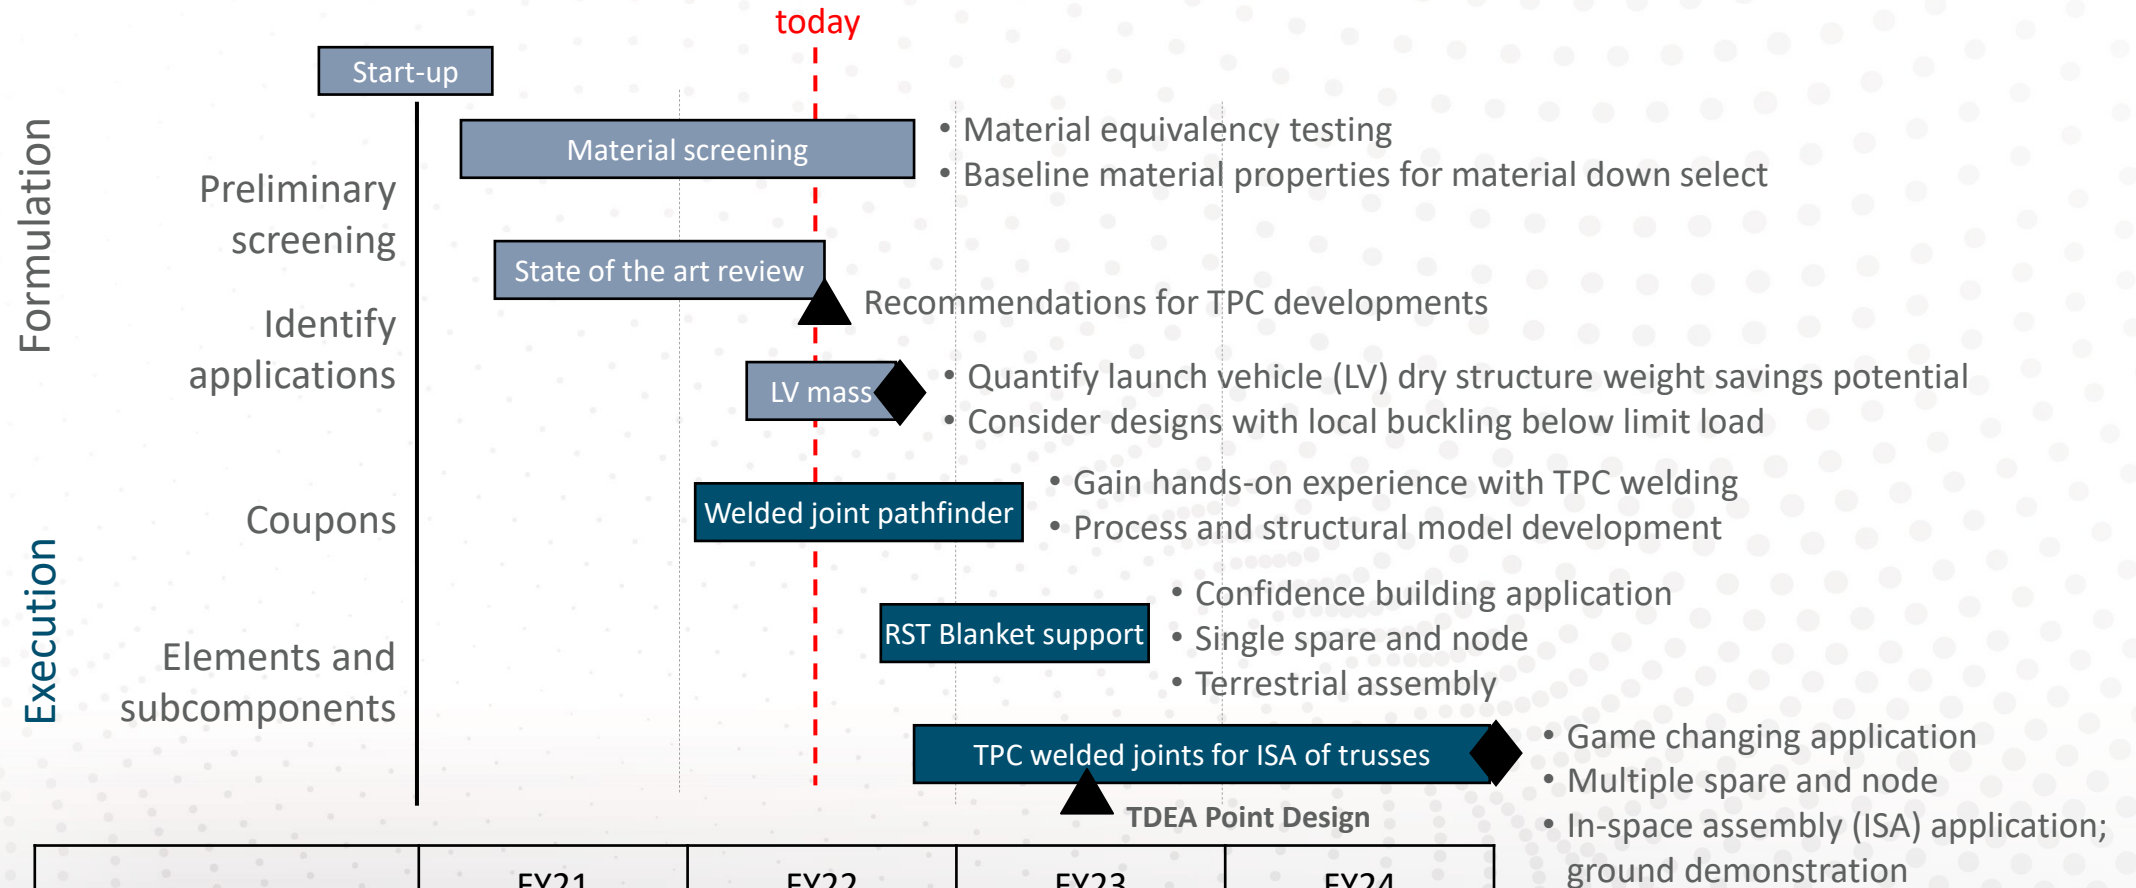 today
Start-up
Formulation
Material screening
• Material equivalency testing
• Baseline material properties for material down select
Preliminary
screening
State of the art review
Recommendations for TPC developments
Identify
applications
LV mass
• Quantify launch vehicle (LV) dry structure weight savings potential
• Consider designs with local buckling below limit load
Execution
Coupons
Welded joint pathfinder
• Gain hands-on experience with TPC welding
• Process and structural model development
RST Blanket support
• Confidence building application
• Single spare and node
• Terrestrial assembly
Elements and
subcomponents
TPC welded joints for ISA of trusses
• Game changing application
• Multiple spare and node
• In-space assembly (ISA) application;
ground demonstration
TDEA Point Design
FY21 FY22 FY23 FY24